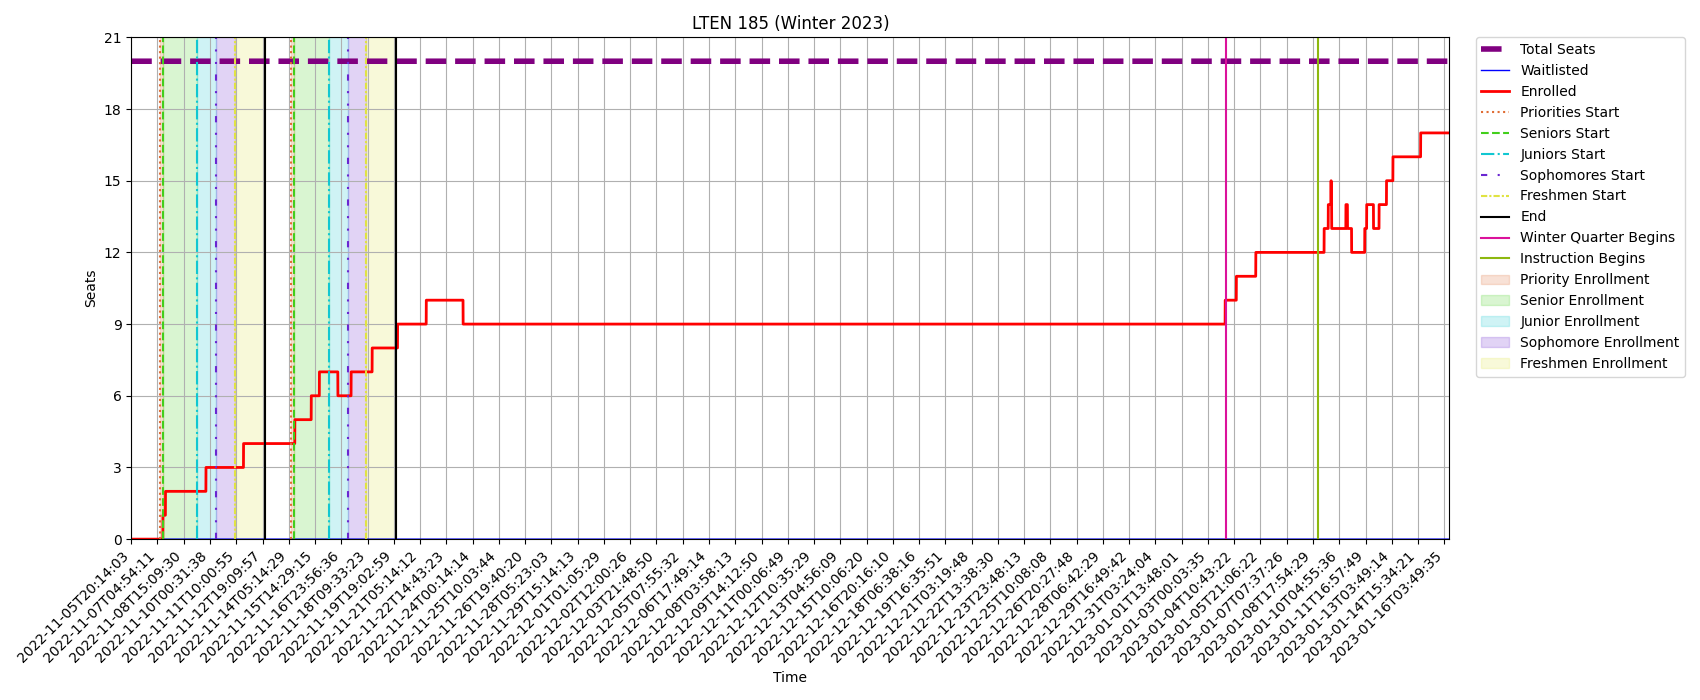 LTEN 185 (Winter 2023)
21
18
15
12
9
6
3
0
Seats
2022-11-05T20:14:03
2022-11-07T04:54:11
2022-11-08T15:09:30
2022-11-10T00:31:38
2022-11-11T10:00:55
2022-11-12T19:09:57
2022-11-14T05:14:29
2022-11-15T14:29:15
2022-11-16T23:56:36
2022-11-18T09:33:23
2022-11-19T19:02:59
2022-11-21T05:14:12
2022-11-22T14:43:23
2022-11-24T00:14:14
2022-11-25T10:03:44
2022-11-26T19:40:20
2022-11-28T05:23:03
2022-11-29T15:14:13
2022-12-01T01:05:29
2022-12-02T12:00:26
2022-12-03T21:48:50
2022-12-05T07:55:32
2022-12-06T17:49:14
2022-12-08T03:58:13
2022-12-09T14:12:50
2022-12-11T00:06:49
2022-12-12T10:35:29
2022-12-13T14:56:09
2022-12-15T10:06:20
2022-12-16T20:16:10
2022-12-18T06:38:16
2022-12-19T16:35:51
2022-12-21T03:19:48
2022-12-22T13:38:30
2022-12-23T23:48:13
2022-12-25T10:08:08
2022-12-26T20:27:48
2022-12-28T06:42:29
2022-12-29T16:49:42
2022-12-31T03:24:04
2023-01-01T13:48:01
2023-01-03T00:03:35
2023-01-04T10:43:22
2023-01-05T21:06:22
2023-01-07T07:37:26
2023-01-08T17:54:29
2023-01-10T04:55:36
2023-01-11T16:57:49
2023-01-13T03:49:14
2023-01-14T15:34:21
2023-01-16T03:49:35
Time
Total Seats
Waitlisted
Enrolled
Priorities Start
Seniors Start
Juniors Start
Sophomores Start
Freshmen Start
End
Winter Quarter Begins
Instruction Begins
Priority Enrollment
Senior Enrollment
Junior Enrollment
Sophomore Enrollment
Freshmen Enrollment